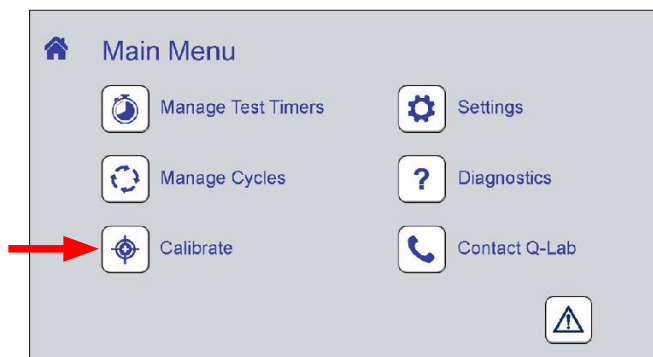 Main Menu
Manage Test Timers
Settings
Manage Cycles
? Diagnostics
Calibrate
Contact Q-Lab